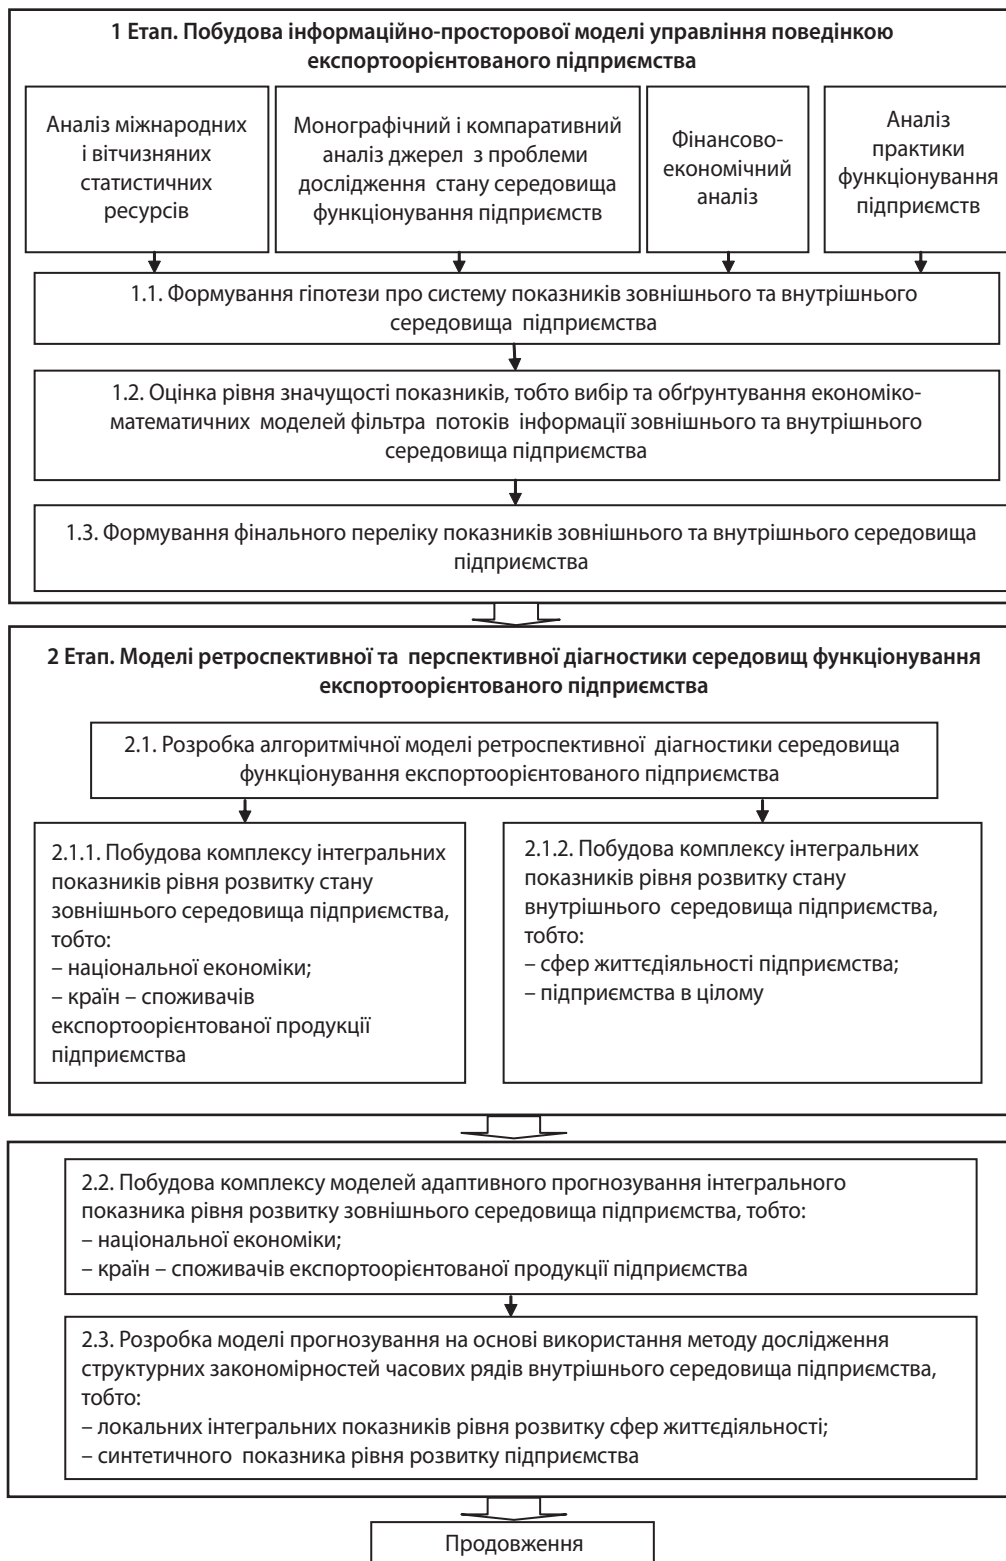 1 Етап. Побудова інформаційно-просторової моделі управління поведінкою
експортоорієнтованого підприємства
Аналіз міжнародних
і вітчизняних
статистичних
ресурсів
Монографічний і компаративний
аналіз джерел з проблеми
дослідження стану середовища
функціонування підприємств
Фінансово-
економічний
аналіз
Аналіз
практики
функціонування
підприємств
1.1. Формування гіпотези про систему показників зовнішнього та внутрішнього
середовища підприємства
1.2. Оцінка рівня значущості показників, тобто вибір та обґрунтування економіко-
математичних моделей фільтра потоків інформації зовнішнього та внутрішнього
середовища підприємства
1.3. Формування фінального переліку показників зовнішнього та внутрішнього середовища
підприємства
2 Етап. Моделі ретроспективної та перспективної діагностики середовищ функціонування
експортоорієнтованого підприємства
2.1. Розробка алгоритмічної моделі ретроспективної діагностики середовища
функціонування експортоорієнтованого підприємства
2.1.1. Побудова комплексу інтегральних
показників рівня розвитку стану
зовнішнього середовища підприємства,
тобто:
– національної економіки;
– країн – споживачів
експортоорієнтованої продукції
підприємства
2.1.2. Побудова комплексу інтегральних
показників рівня розвитку стану
внутрішнього середовища підприємства,
тобто:
– сфер життєдіяльності підприємства;
– підприємства в цілому
2.2. Побудова комплексу моделей адаптивного прогнозування інтегрального
показника рівня розвитку зовнішнього середовища підприємства, тобто:
– національної економіки;
– країн – споживачів експортоорієнтованої продукції підприємства
2.3. Розробка моделі прогнозування на основі використання методу дослідження
структурних закономірностей часових рядів внутрішнього середовища підприємства,
тобто:
– локальних інтегральних показників рівня розвитку сфер життєдіяльності;
– синтетичного показника рівня розвитку підприємства
Продовження